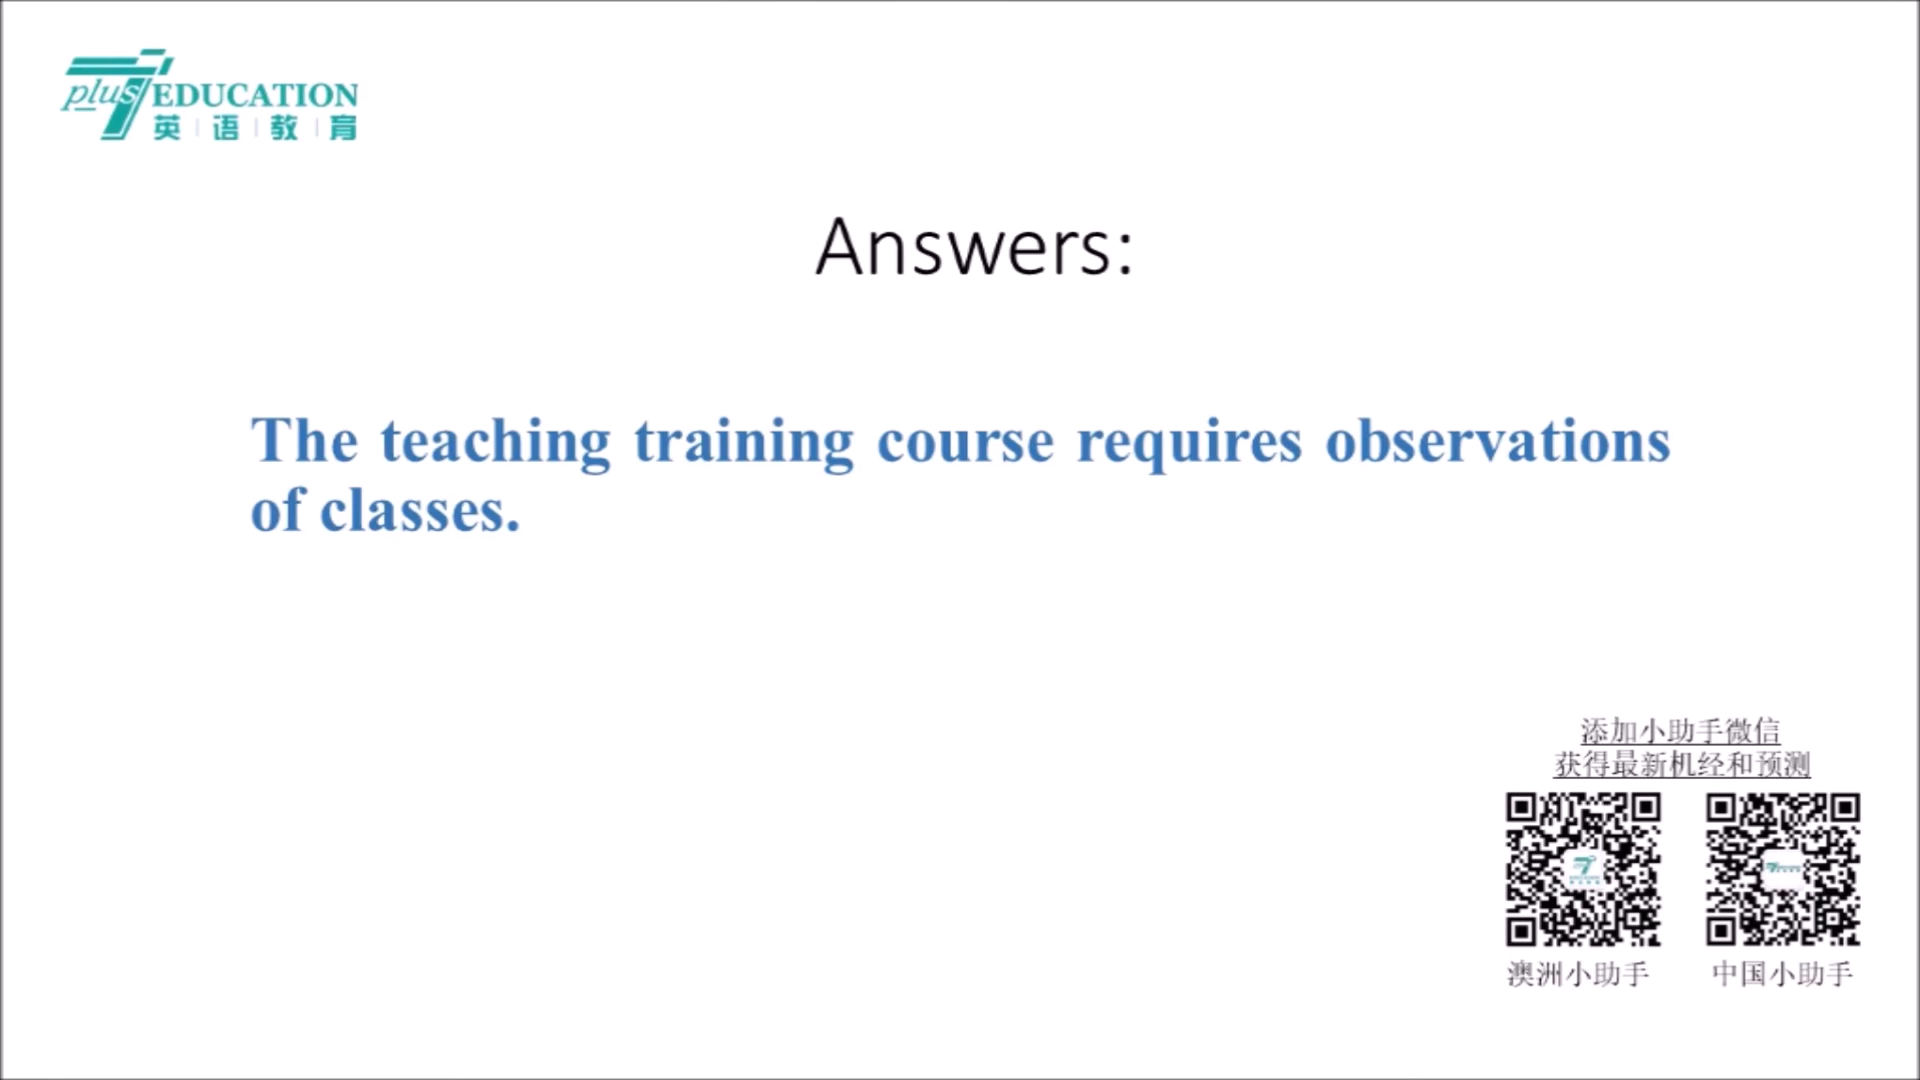 plus 7 EDUCATION
英语教育
Answers:
The teaching training course requires observations
of classes.
添加小助手微信
获得最新机经和预测
澳洲小助手
中国小助手